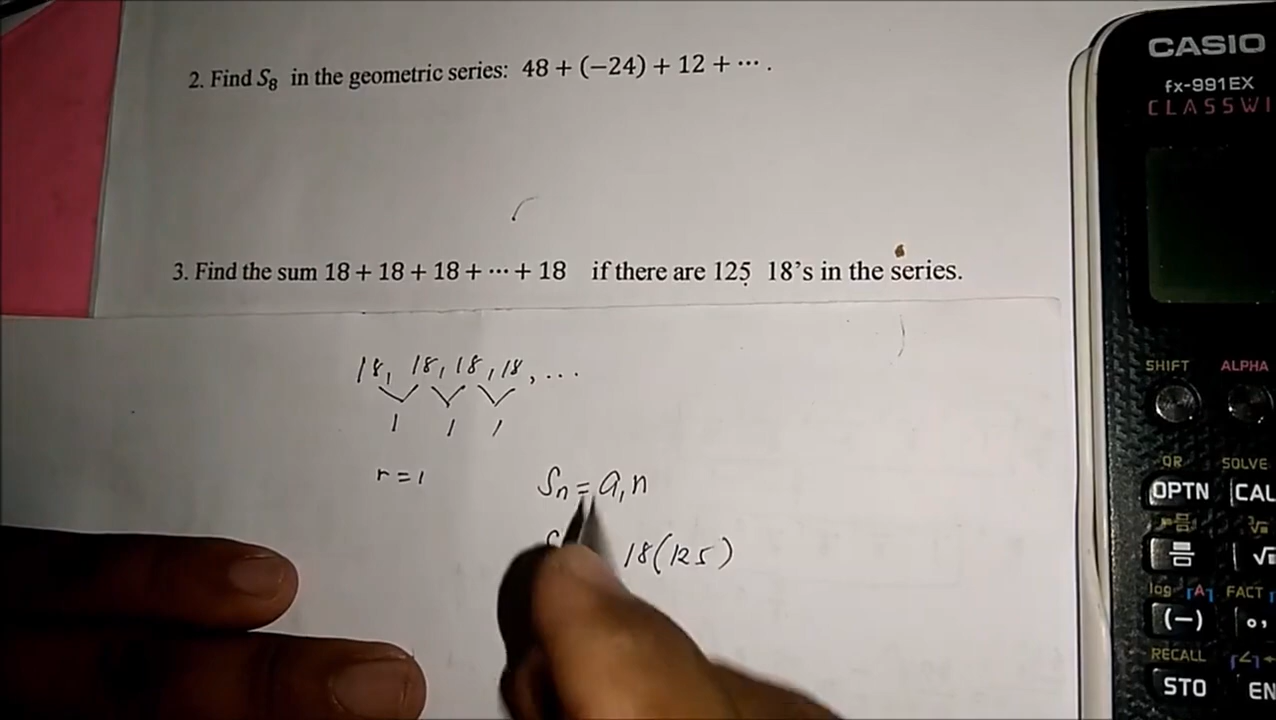 2. Find S₈ in the geometric series: 48 + (−24) + 12 + ⋯ .
3. Find the sum 18 + 18 + 18 + ⋯ + 18 if there are 125 18’s in the series.
18, 18, 18, 18, ...
1 1 1
r = 1
Sₙ = a₁n
18(125)
CASIO
fx-991EX
CLASSWI
SHIFT ALPHA
QR SOLVE
OPTN CAL
log FACT
(−)
RECALL
STO EN